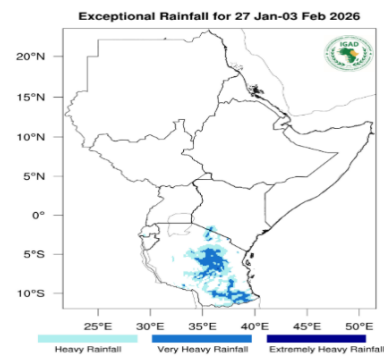 Exceptional Rainfall for 27 Jan-03 Feb 2026
IGAD
20°N
15°N
10°N
5°N
0°
5°S
10°S
25°E 30°E 35°E 40°E 45°E 50°E
Heavy Rainfall Very Heavy Rainfall Extremely Heavy Rainfall